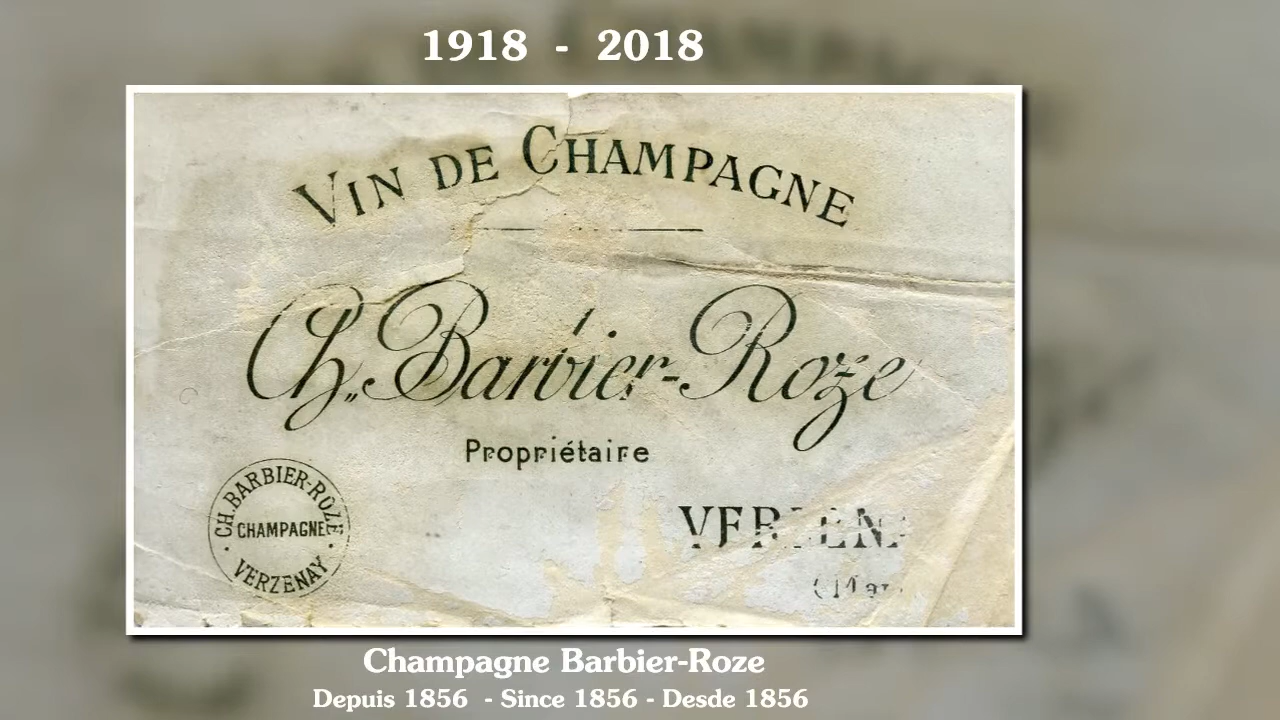 1918 - 2018
VIN DE CHAMPAGNE
Ch. Barbier-Roze
Propriétaire
CH. BARBIER-ROZE
CHAMPAGNE
VERZENAY
Champagne Barbier-Roze
Depuis 1856 - Since 1856 - Desde 1856